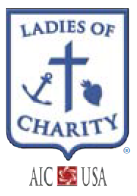 LADIES OF
CHARITY
®
AIC USA